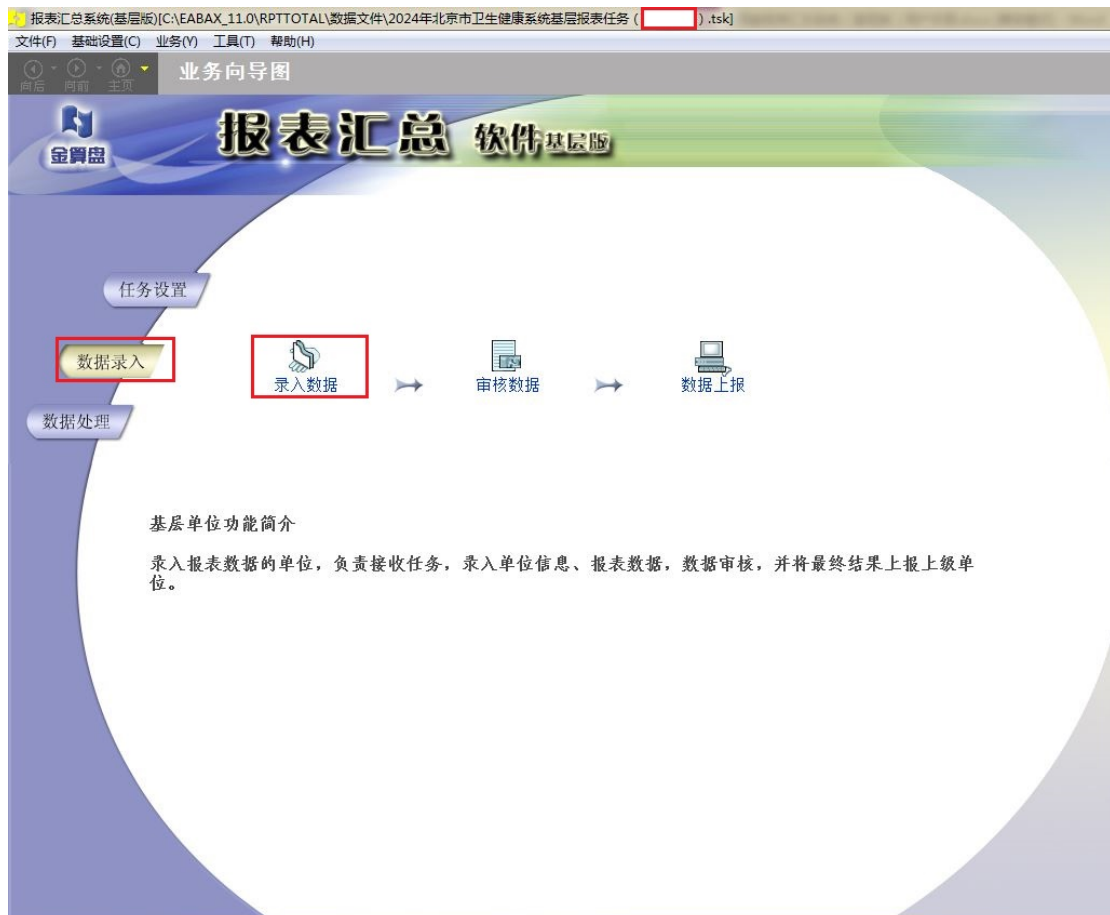 报表汇总系统(基层版)[C:\EABAX_11.0\RPTTOTAL\数据文件\2024年北京市卫生健康系统基层报表任务 ( ) .tsk]
文件(F) 基础设置(C) 业务(Y) 工具(T) 帮助(H)
向后 向前 主页
业务向导图
金算盘
报表汇总 软件基层版
任务设置
数据录入
录入数据 审核数据 数据上报
数据处理
基层单位功能简介
录入报表数据的单位，负责接收任务，录入单位信息、报表数据，数据审核，并将最终结果上报上级单
位。